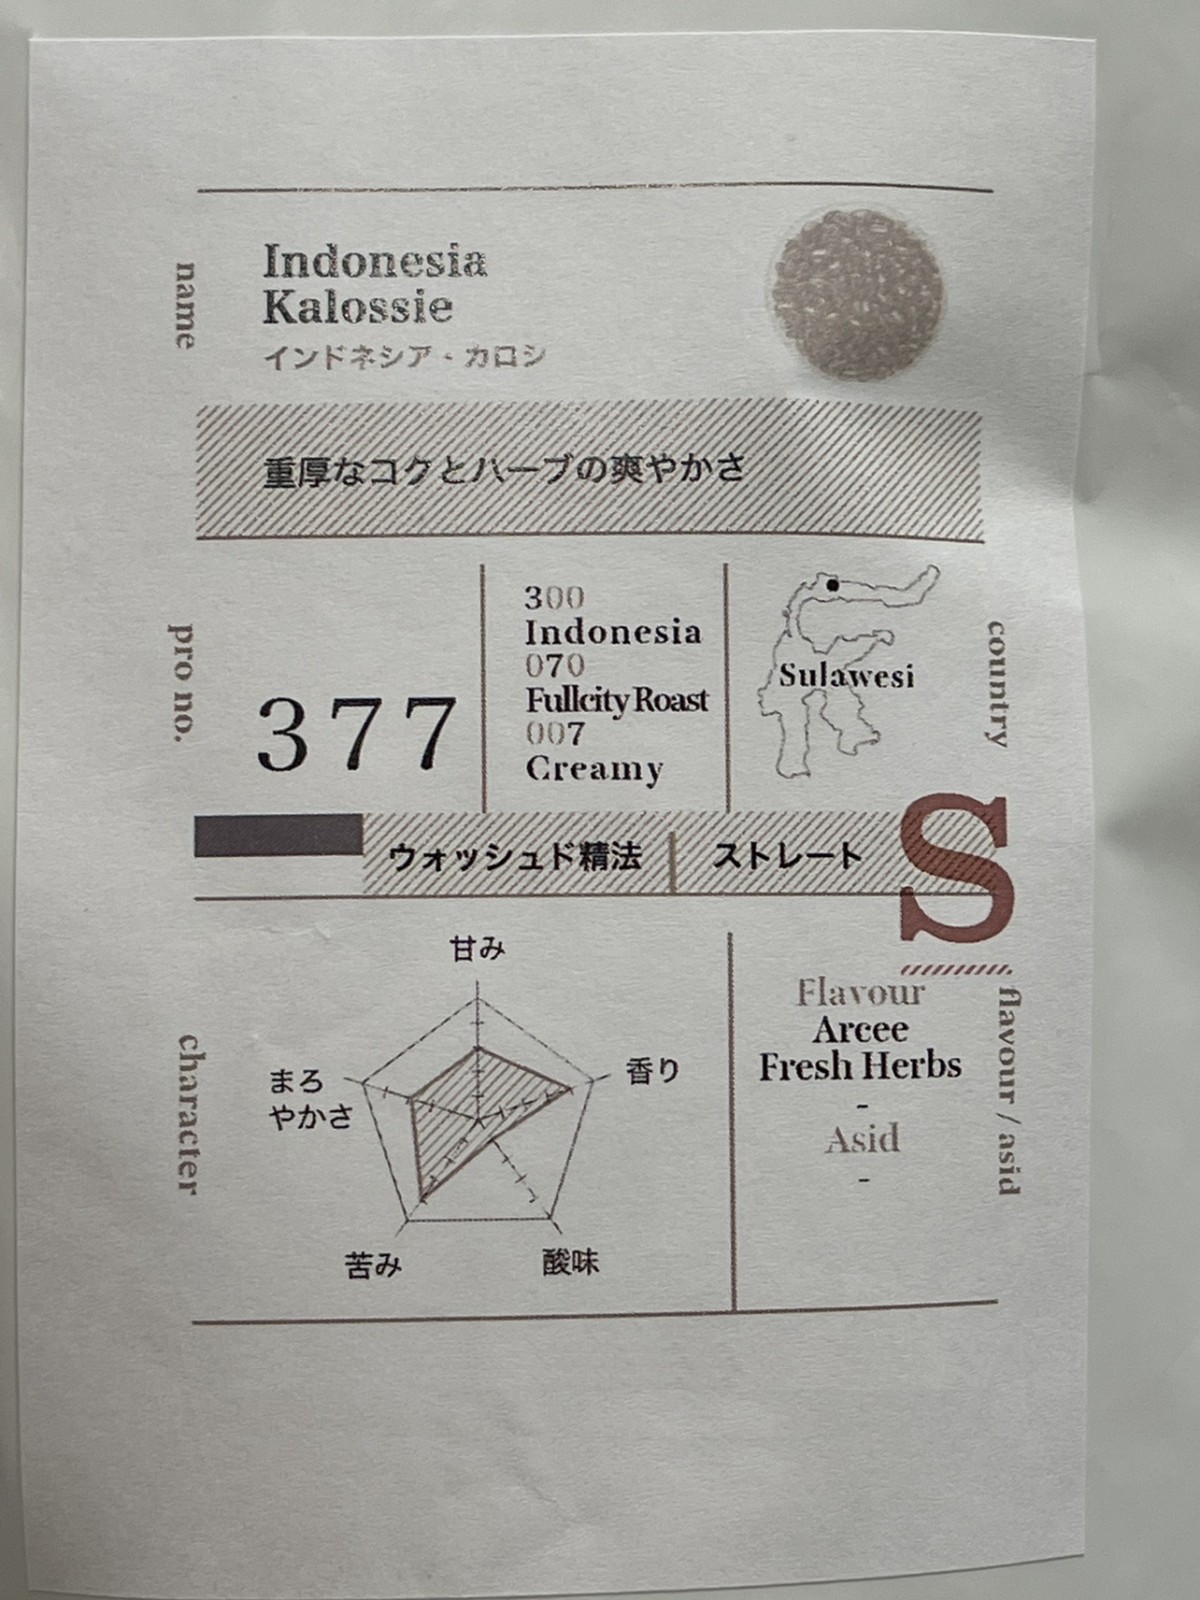 name
Indonesia
Kalossie
インドネシア・カロシ
重厚なコクとハーブの爽やかさ
pro no.
377
300
Indonesia
070
Fullcity Roast
007
Creamy
Sulawesi
country
ウォッシュド精法
ストレート
S
character
甘み
香り
酸味
苦み
まろ
やかさ
Flavour
Arcee
Fresh Herbs
-
Asid
-
flavour / asid